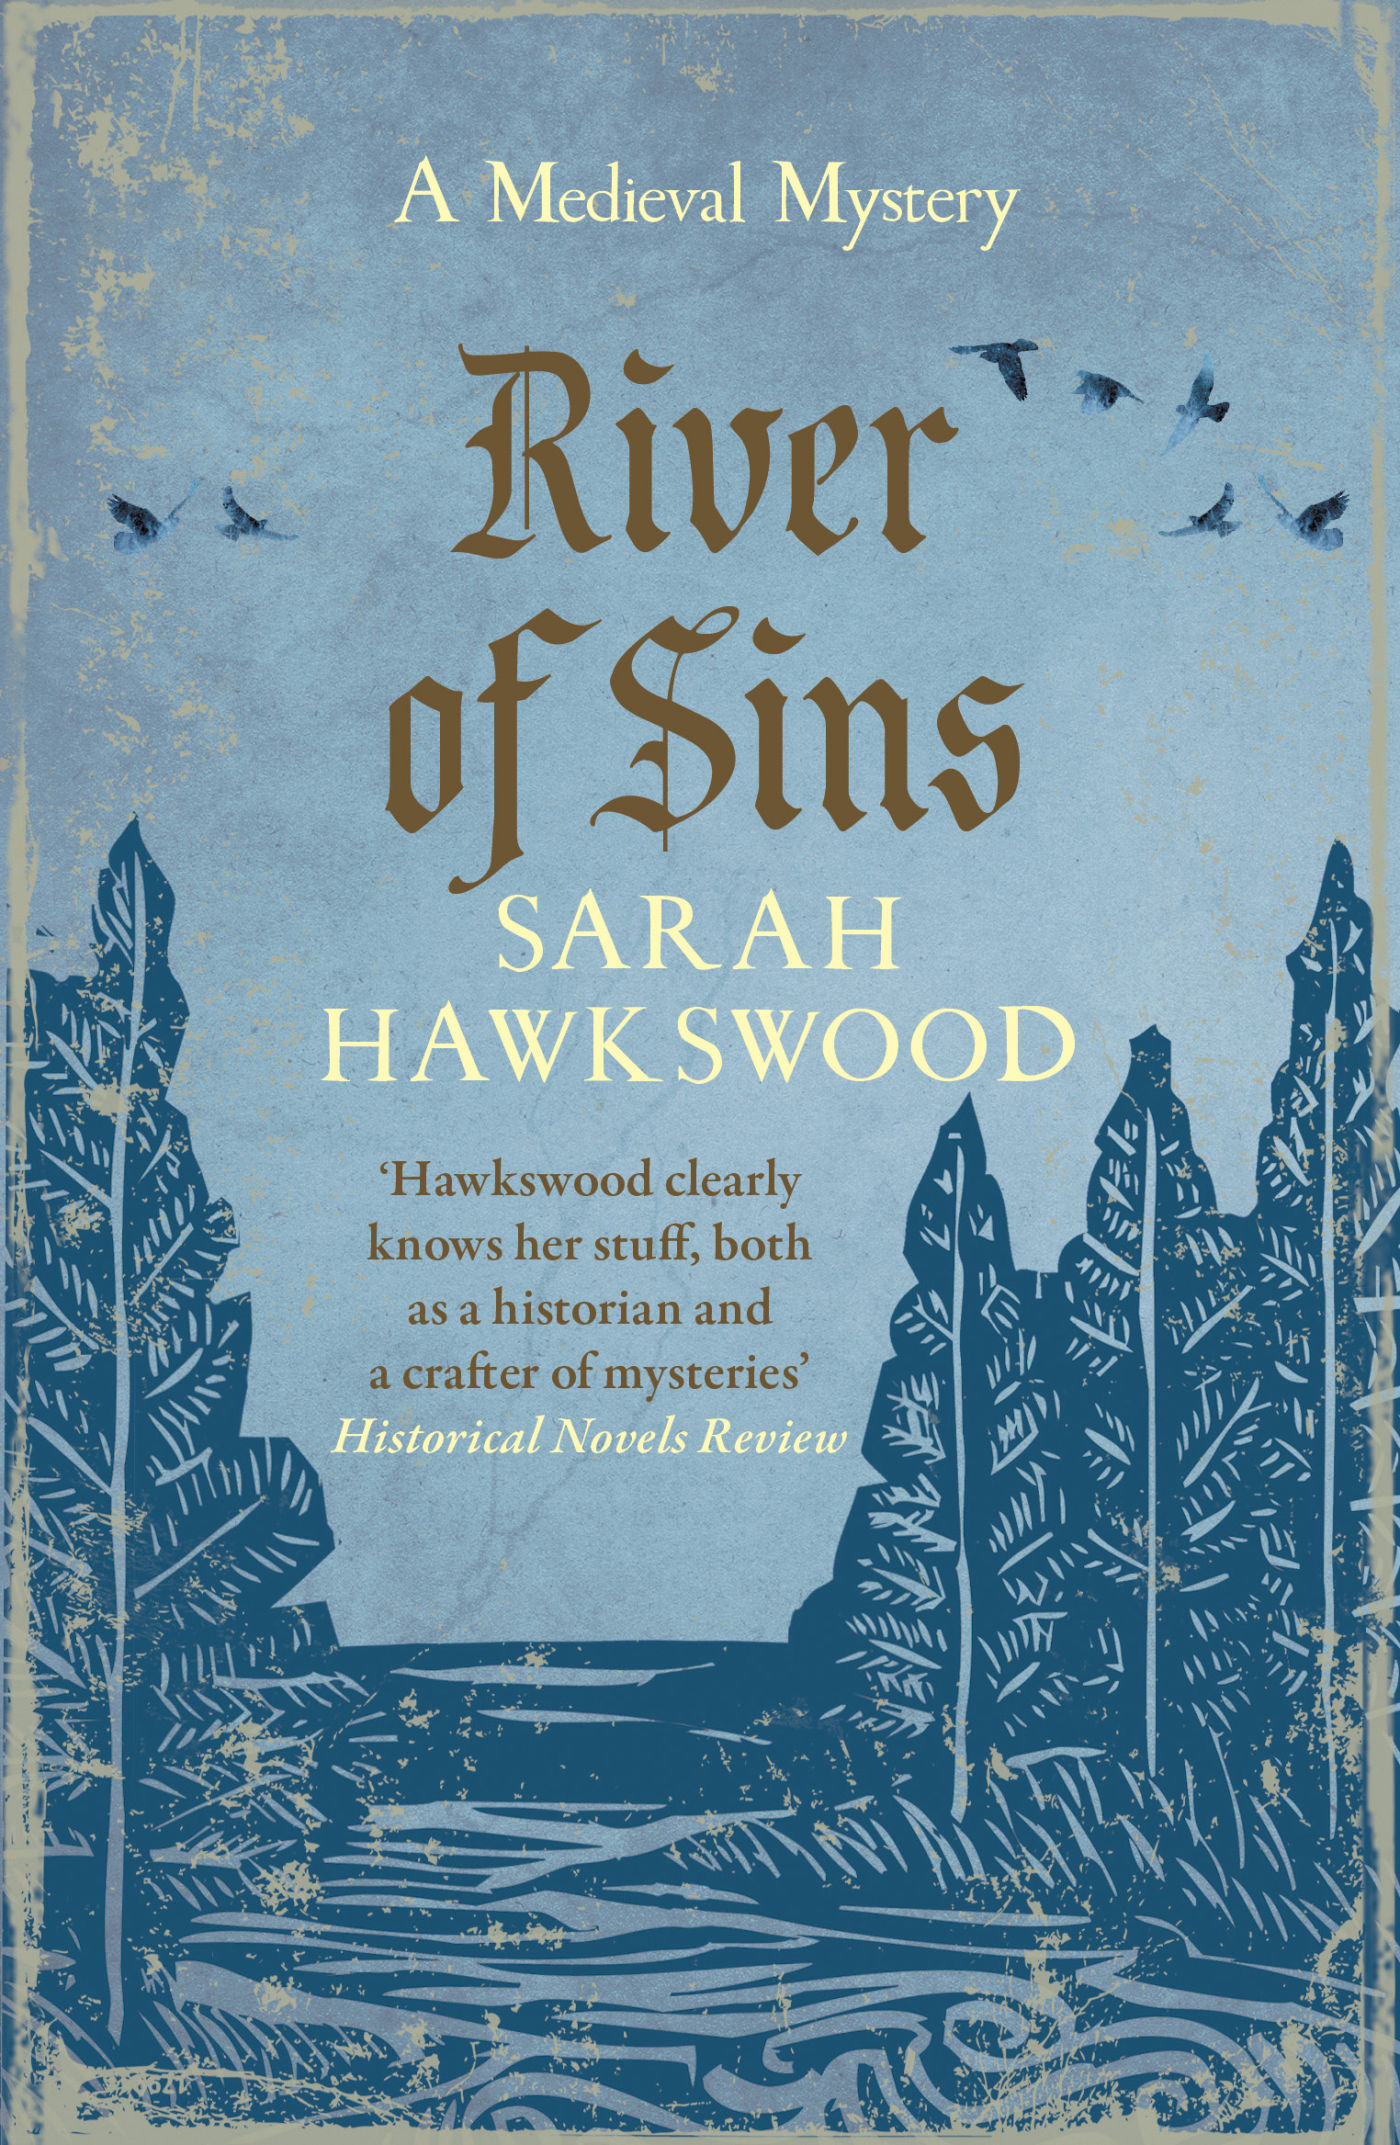 A Medieval Mystery
River
of Sins
SARAH
HAWKSWOOD
‘Hawkswood clearly
knows her stuff, both
as a historian and
a crafter of mysteries’
Historical Novels Review